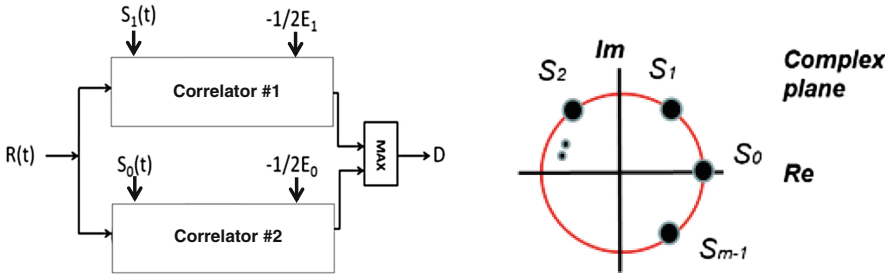 S₁(t)
-1/2E₁
Correlator #1
R(t)
MAX
D
S₀(t)
-1/2E₀
Correlator #2
Im
S₂
S₁
Complex
plane
S₀
Re
Sₘ₋₁